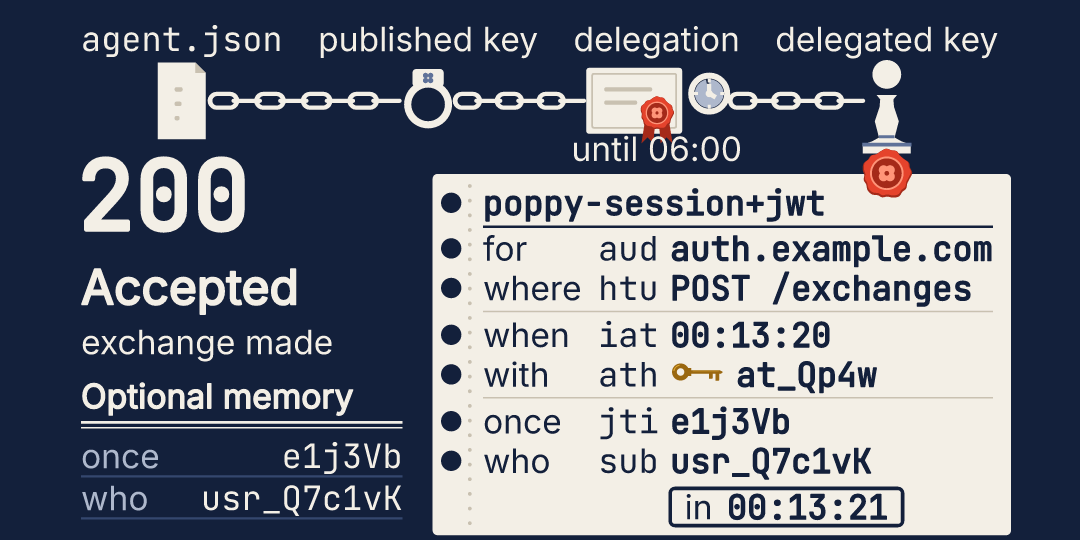 agent.json published key delegation delegated key
until 06:00
200
Accepted
exchange made
Optional memory
once e1j3Vb
who usr_Q7c1vK
poppy-session+jwt
for aud auth.example.com
where htu POST /exchanges
when iat 00:13:20
with ath at_Qp4w
once jti e1j3Vb
who sub usr_Q7c1vK
in 00:13:21